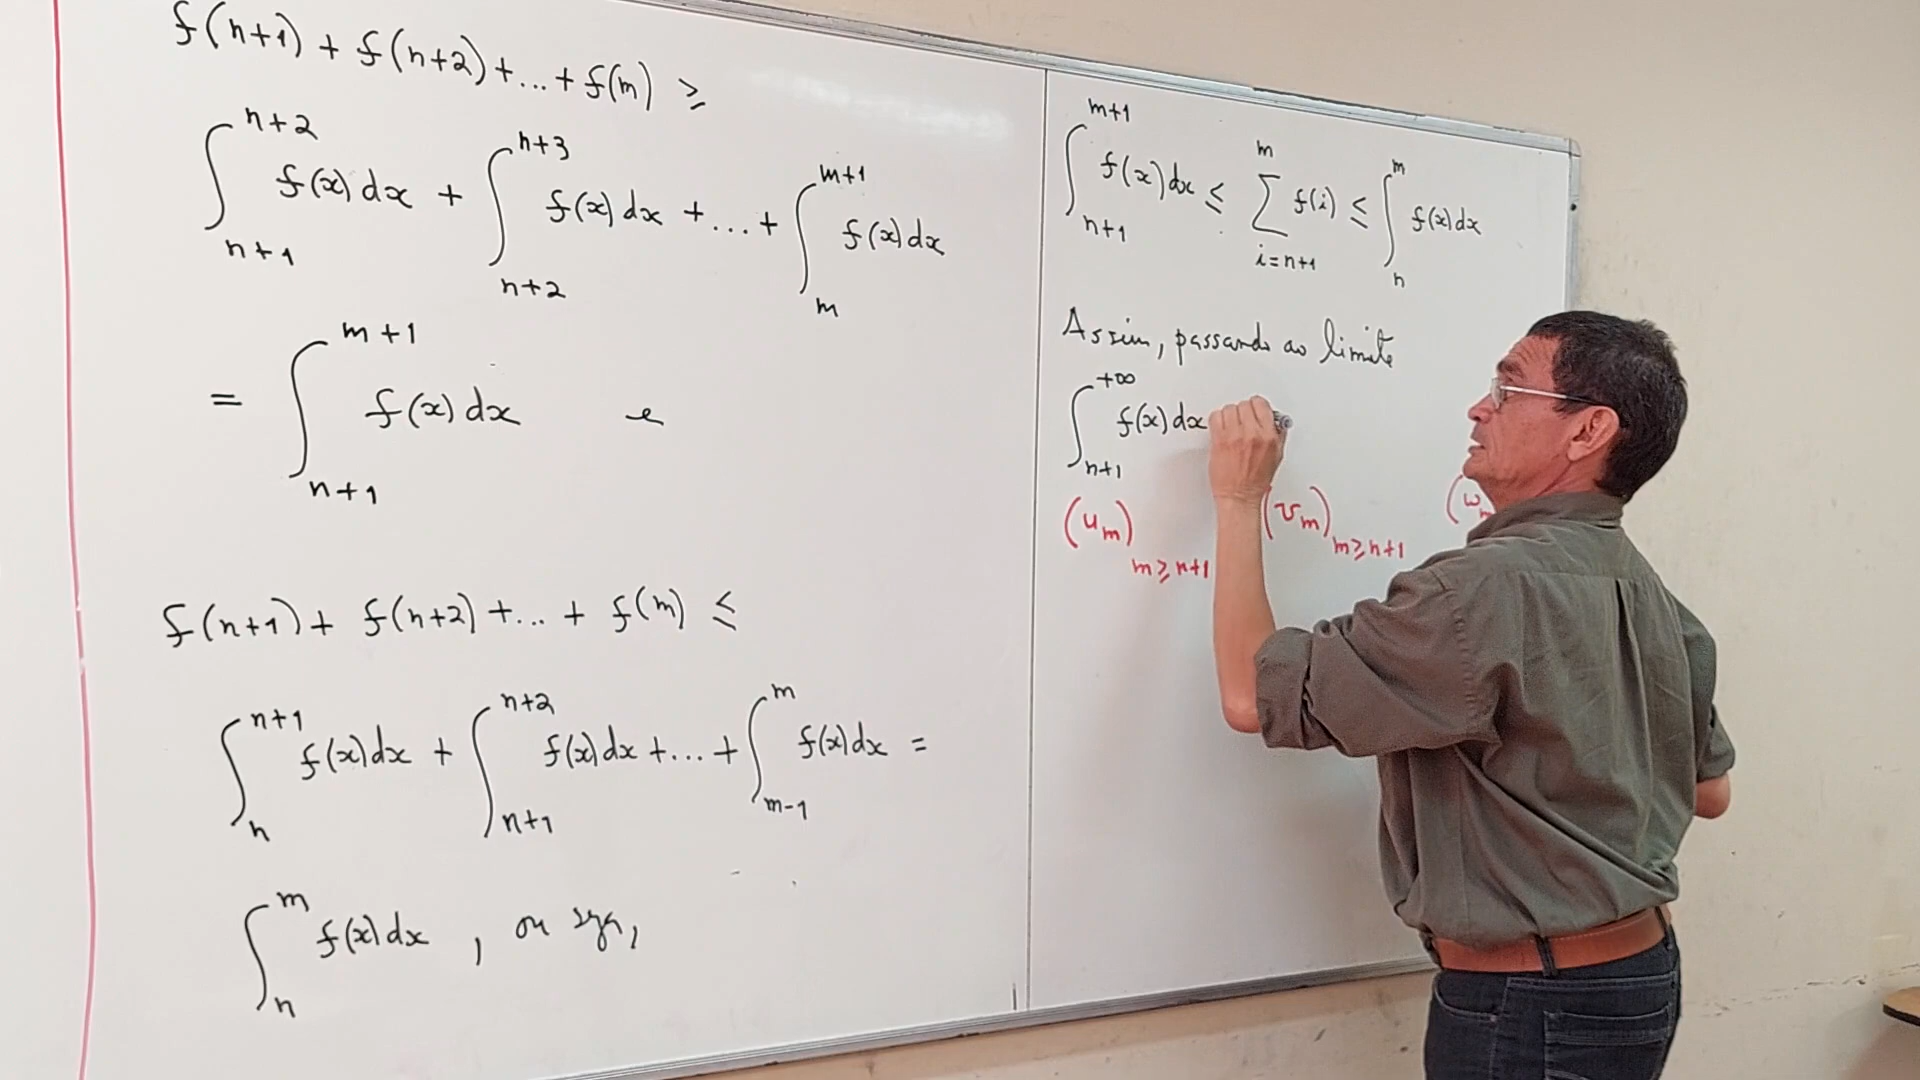 f(n+1) + f(n+2) + ... + f(m) ≥
∫_{n+1}^{n+2} f(x) dx + ∫_{n+2}^{n+3} f(x) dx + ... + ∫_{m}^{m+1} f(x) dx
= ∫_{n+1}^{m+1} f(x) dx e
f(n+1) + f(n+2) + ... + f(m) ≤
∫_{n}^{n+1} f(x) dx + ∫_{n+1}^{n+2} f(x) dx + ... + ∫_{m-1}^{m} f(x) dx =
∫_{n}^{m} f(x) dx , ou seja,
∫_{n+1}^{m+1} f(x) dx ≤ ∑_{i=n+1}^{m} f(i) ≤ ∫_{n}^{m} f(x) dx
Assim, passando ao limite
∫_{n+1}^{+∞} f(x) dx
(u_m)_{m≥n+1} (v_m)_{m≥n+1} (w_m